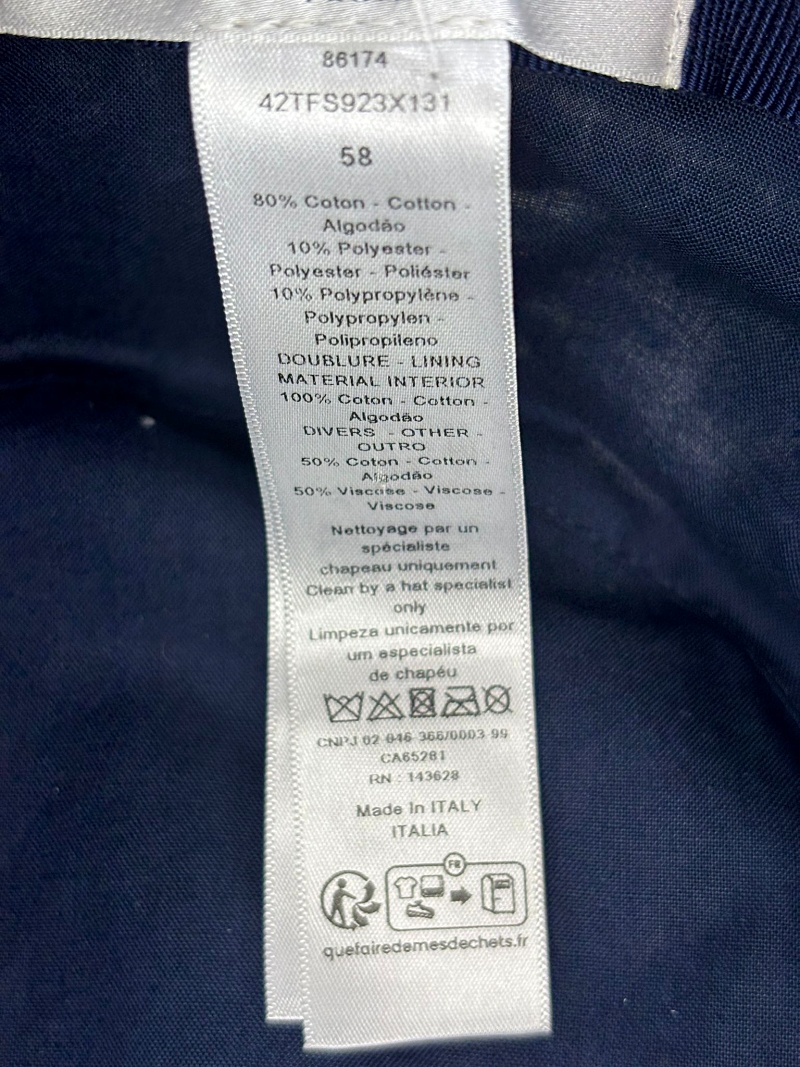 86174
42TFS923X131
58
80% Coton - Cotton -
Algodão
10% Polyester -
Polyester - Poliéster
10% Polypropylène -
Polypropylen -
Polipropileno
DOUBLURE - LINING
MATERIAL INTERIOR
100% Coton - Cotton -
Algodão
DIVERS - OTHER -
OUTRO
50% Coton - Cotton -
Algodão
50% Viscose - Viscose -
Viscose
Nettoyage par un
spécialiste
chapeau uniquement
Clean by a hat specialist
only
Limpeza unicamente por
um especialista
de chapéu
CNPJ 02 046 366/0003 99
CA65281
RN : 143628
Made In ITALY
ITALIA
FR
quefairedemesdechets.fr